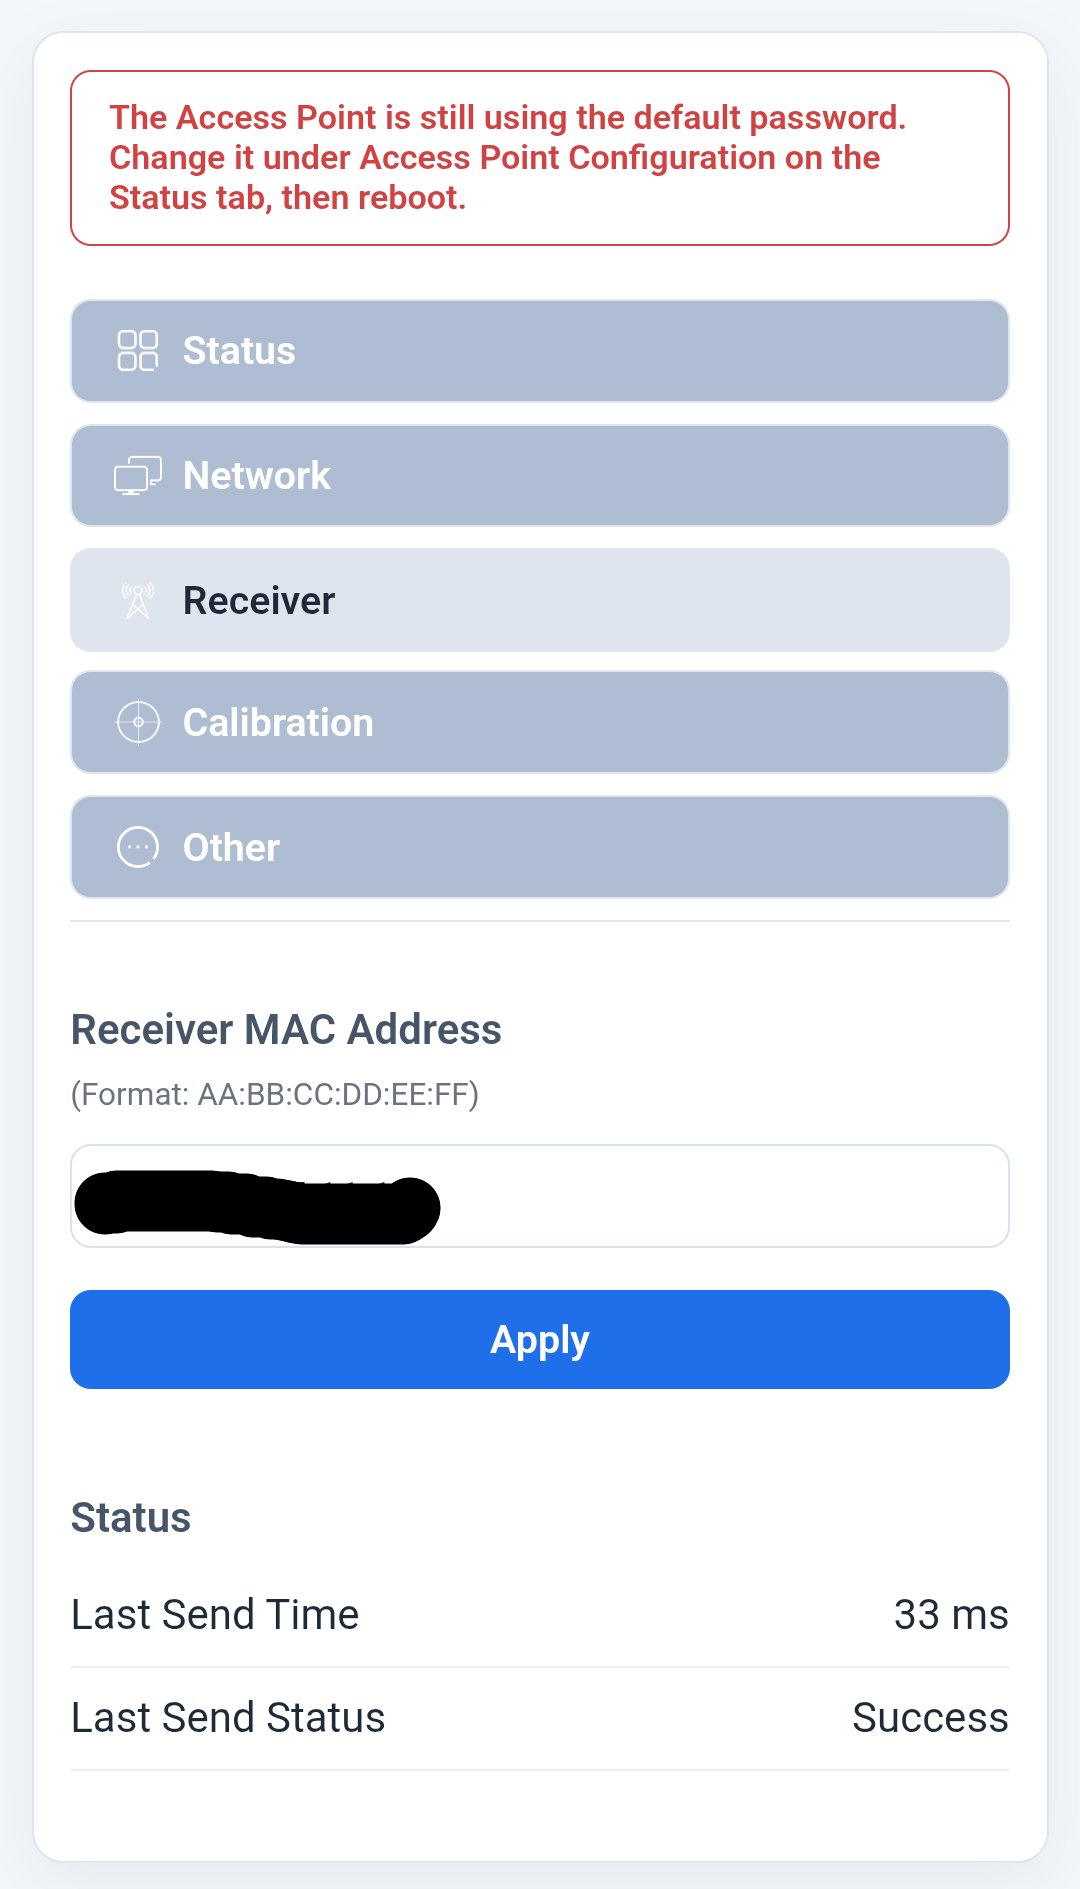 The Access Point is still using the default password.
Change it under Access Point Configuration on the
Status tab, then reboot.
Status
Network
Receiver
Calibration
Other
Receiver MAC Address
(Format: AA:BB:CC:DD:EE:FF)
Apply
Status
Last Send Time 33 ms
Last Send Status Success